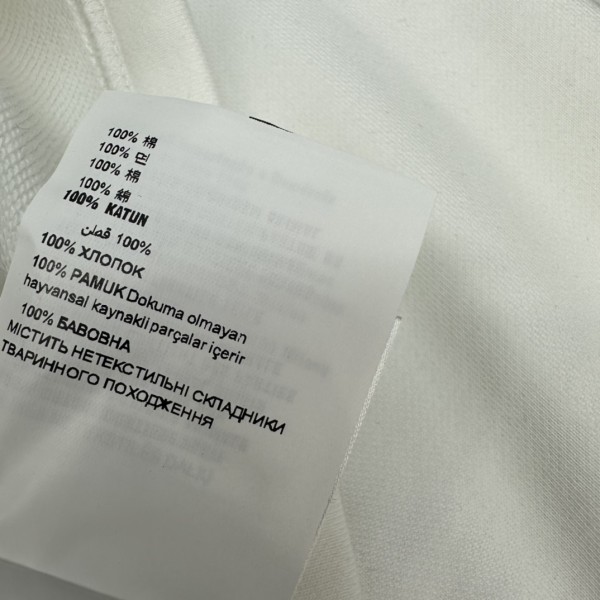 100% 棉
100% 면
100% 棉
100% 綿
100% KATUN
100% قطن
100% ХЛОПОК
100% PAMUK Dokuma olmayan
hayvansal kaynakli parçalar içerir
100% БАВОВНА
МІСТИТЬ НЕТЕКСТИЛЬНІ СКЛАДНИКИ
ТВАРИННОГО ПОХОДЖЕННЯ